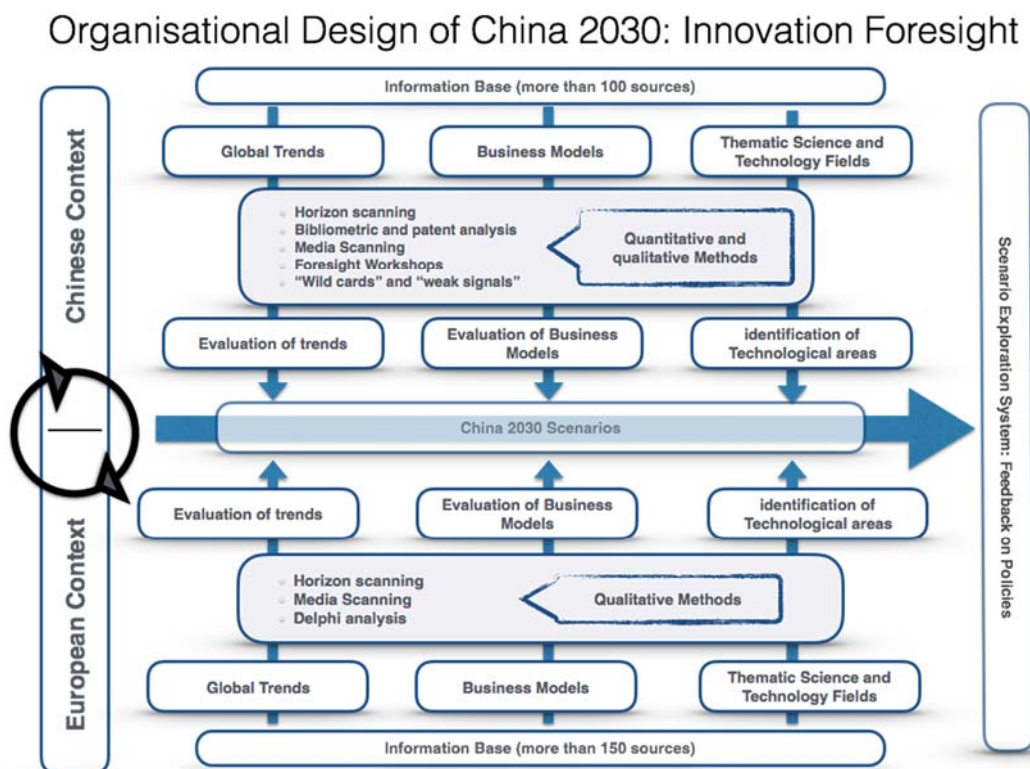 Organisational Design of China 2030: Innovation Foresight
Chinese Context
European Context
Information Base (more than 100 sources)
Global Trends
Business Models
Thematic Science and
Technology Fields
Horizon scanning
Bibliometric and patent analysis
Media Scanning
Foresight Workshops
“Wild cards” and “weak signals”
Quantitative and
qualitative Methods
Evaluation of trends
Evaluation of Business
Models
identification of
Technological areas
China 2030 Scenarios
Evaluation of trends
Evaluation of Business
Models
identification of
Technological areas
Horizon scanning
Media Scanning
Delphi analysis
Qualitative Methods
Global Trends
Business Models
Thematic Science and
Technology Fields
Information Base (more than 150 sources)
Scenario Exploration System: Feedback on Policies